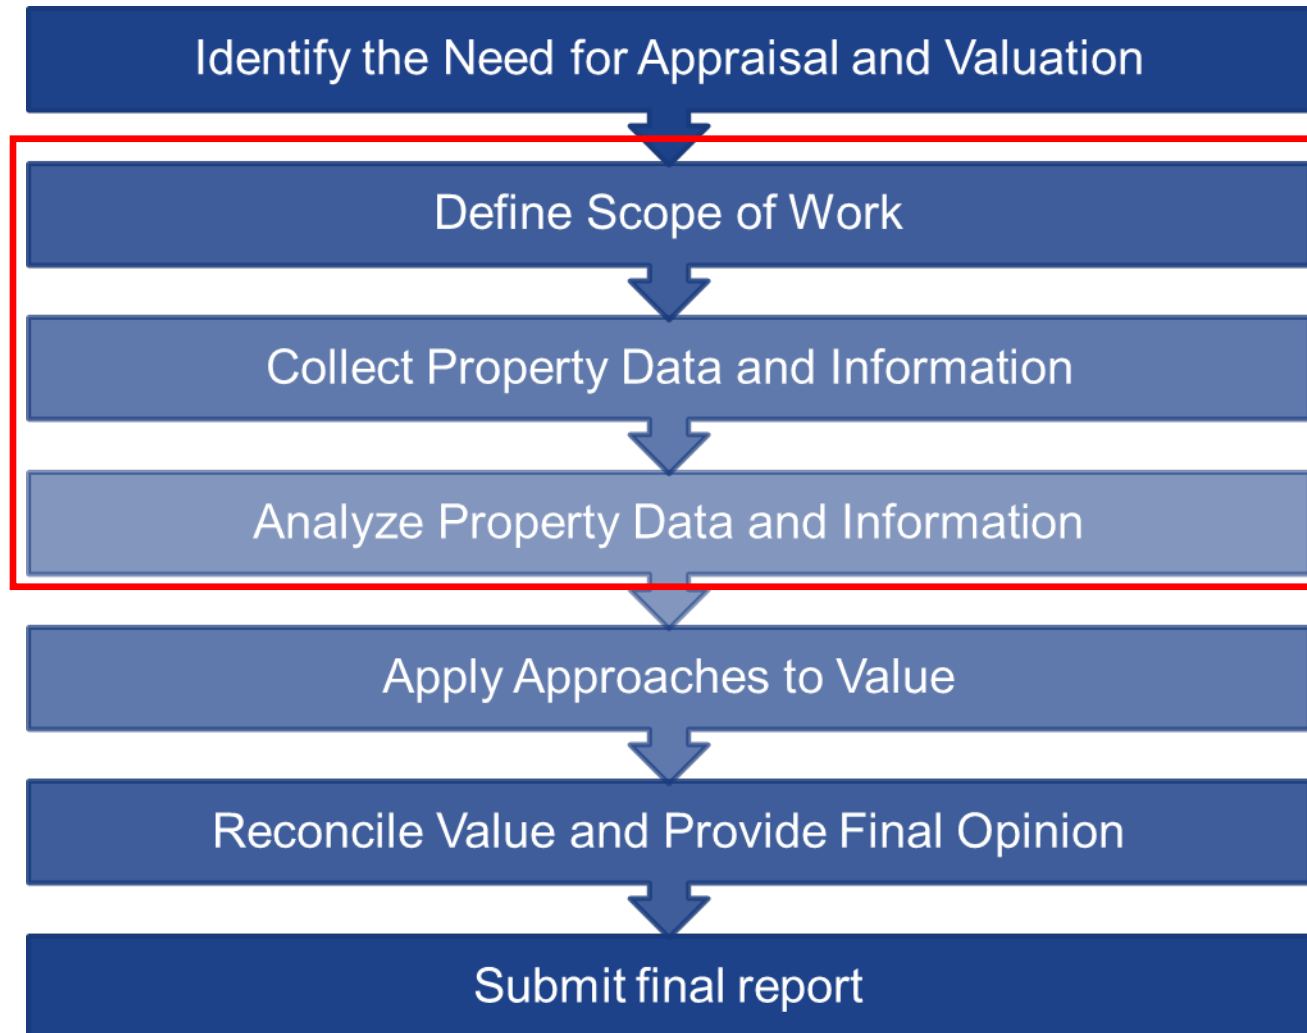 Identify the Need for Appraisal and Valuation
Define Scope of Work
Collect Property Data and Information
Analyze Property Data and Information
Apply Approaches to Value
Reconcile Value and Provide Final Opinion
Submit final report